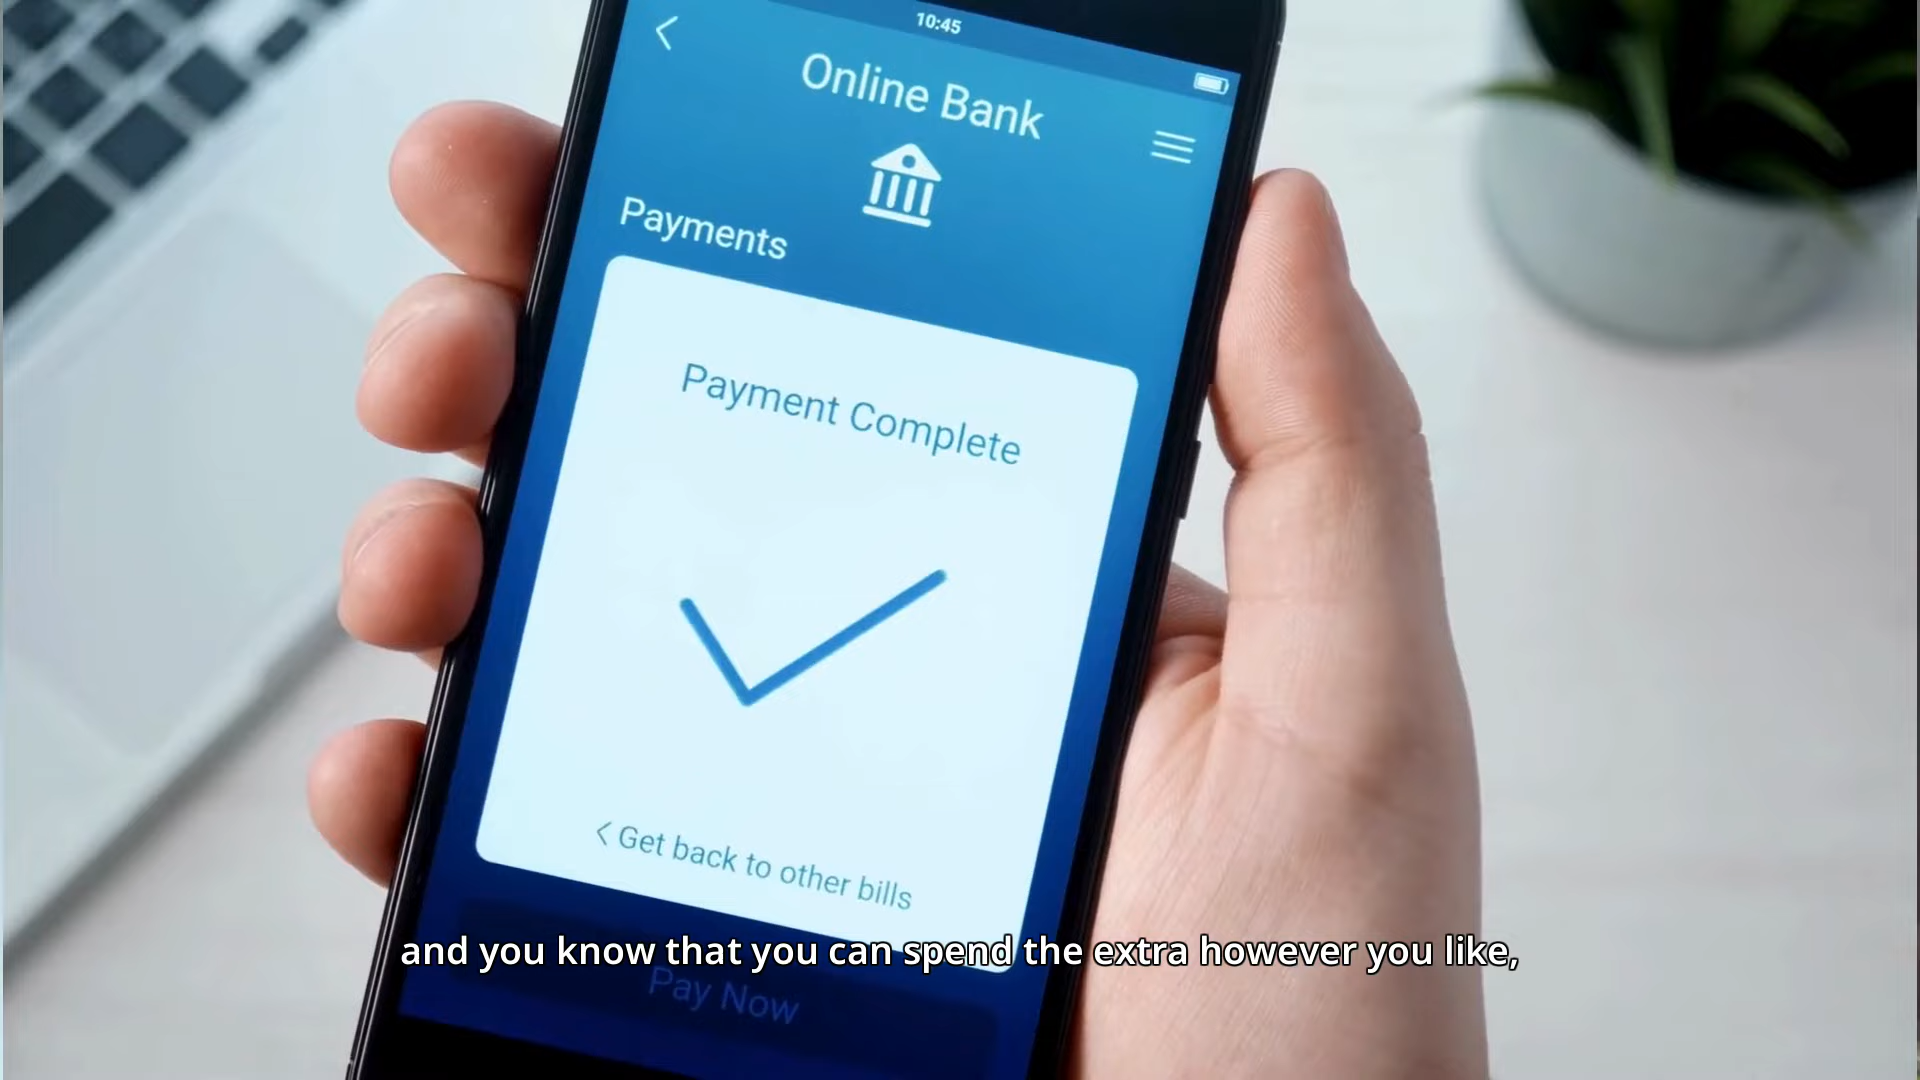 10:45
Online Bank
Payments
Payment Complete
< Get back to other bills
and you know that you can spend the extra however you like,
Pay Now